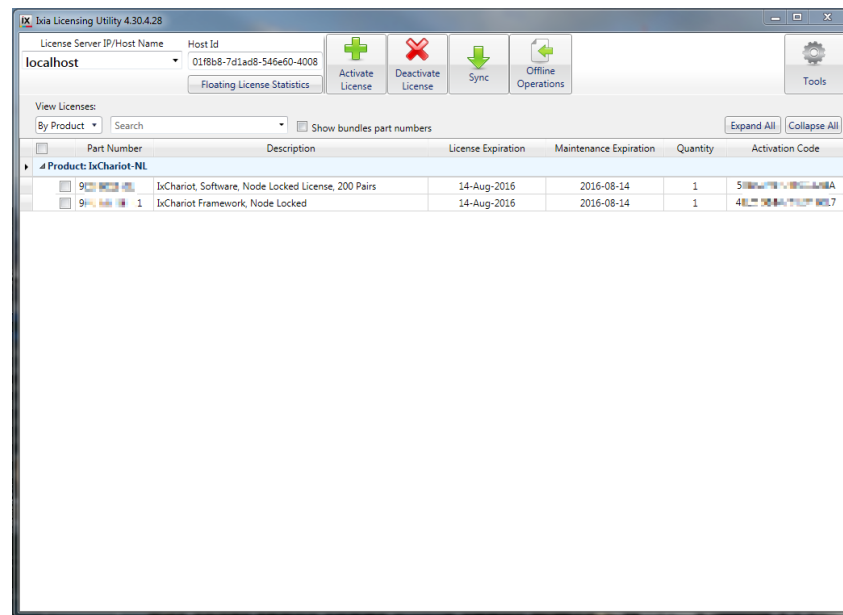 IX Ixia Licensing Utility 4.30.4.28
License Server IP/Host Name Host Id
localhost 01f8b8-7d1ad8-546e60-4008
Floating License Statistics
Activate License
Deactivate License
Sync
Offline Operations
Tools
View Licenses:
By Product Search Show bundles part numbers Expand All Collapse All
Part Number Description License Expiration Maintenance Expiration Quantity Activation Code
Product: IxChariot-NL
IxChariot, Software, Node Locked License, 200 Pairs 14-Aug-2016 2016-08-14 1
IxChariot Framework, Node Locked 14-Aug-2016 2016-08-14 1